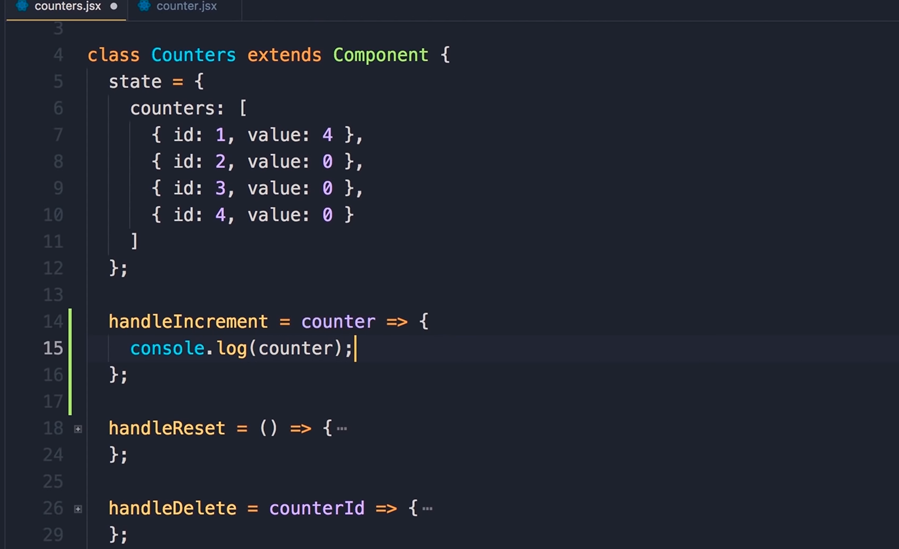 counters.jsx ● counter.jsx
3
4 class Counters extends Component {
5 state = {
6 counters: [
7 { id: 1, value: 4 },
8 { id: 2, value: 0 },
9 { id: 3, value: 0 },
10 { id: 4, value: 0 }
11 ]
12 };
13
14 handleIncrement = counter => {
15 console.log(counter);
16 };
17
18 handleReset = () => {⋯
24 };
25
26 handleDelete = counterId => {⋯
29 };